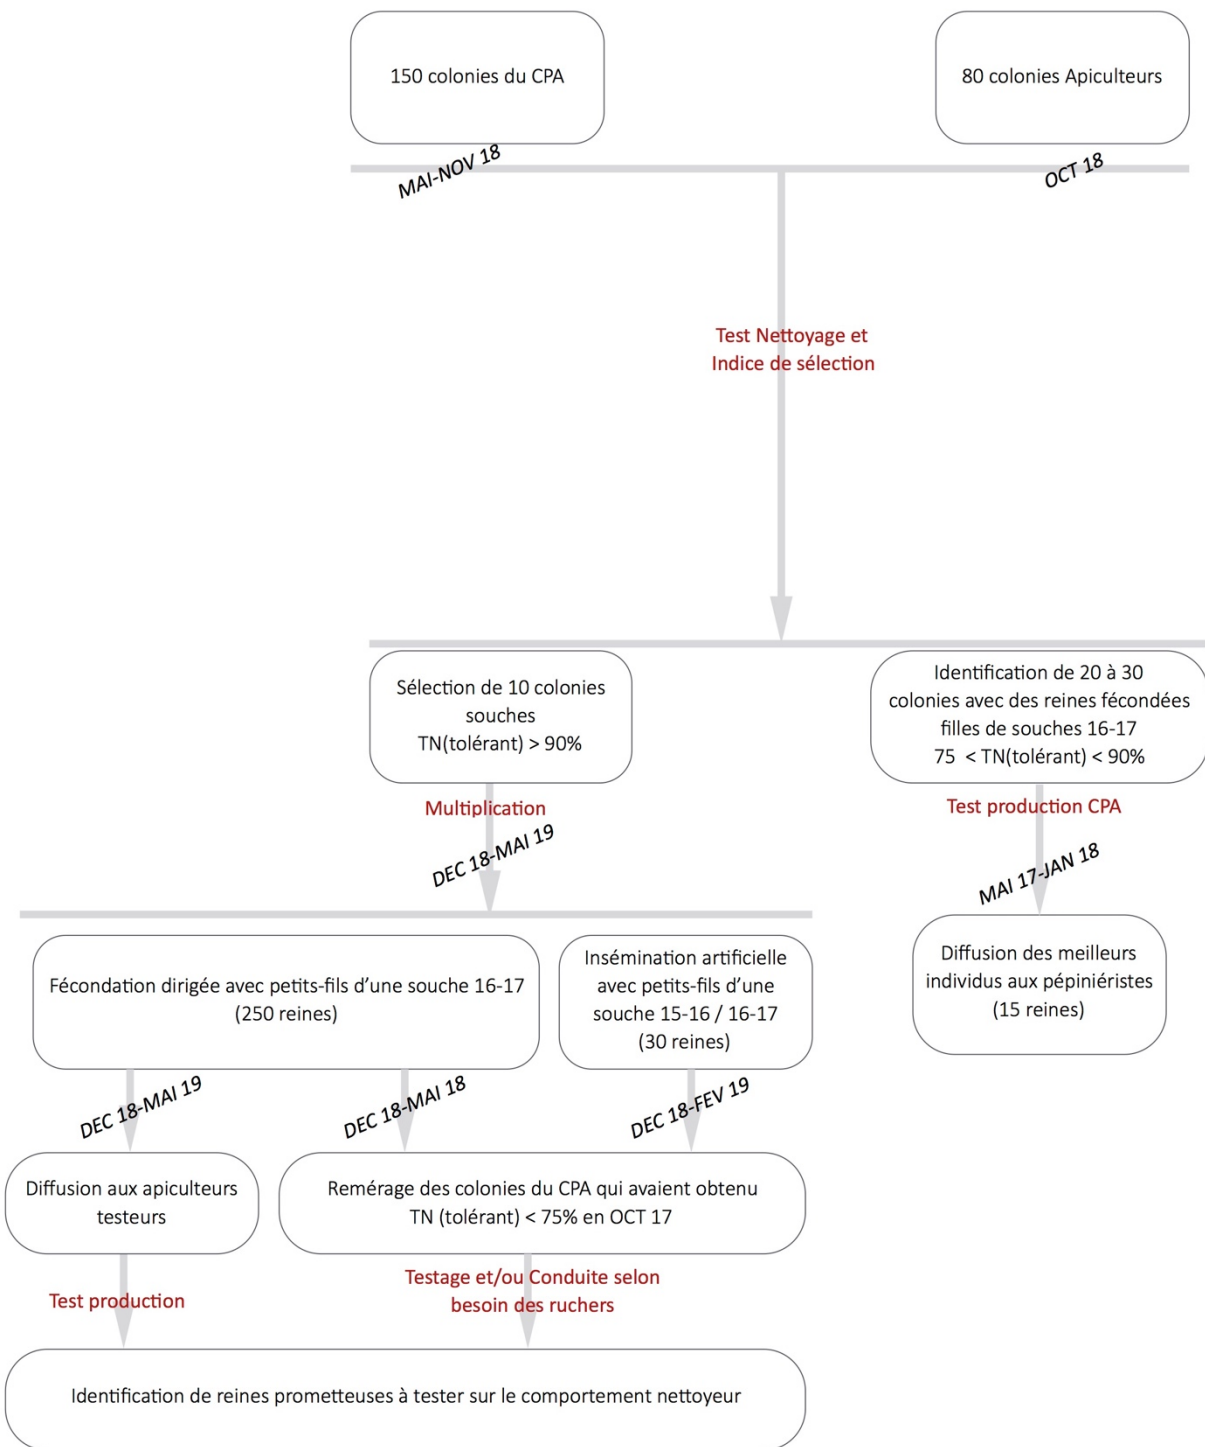 150 colonies du CPA
80 colonies Apiculteurs
MAI-NOV 18
OCT 18
Test Nettoyage et
Indice de sélection
Sélection de 10 colonies
souches
TN(tolérant) > 90%
Identification de 20 à 30
colonies avec des reines fécondées
filles de souches 16-17
75 < TN(tolérant) < 90%
Multiplication
DEC 18-MAI 19
Test production CPA
MAI 17-JAN 18
Fécondation dirigée avec petits-fils d’une souche 16-17
(250 reines)
Insémination artificielle
avec petits-fils d’une
souche 15-16 / 16-17
(30 reines)
Diffusion des meilleurs
individus aux pépiniéristes
(15 reines)
DEC 18-MAI 19
DEC 18-MAI 18
DEC 18-FEV 19
Diffusion aux apiculteurs
testeurs
Remérage des colonies du CPA qui avaient obtenu
TN (tolérant) < 75% en OCT 17
Test production
Testage et/ou Conduite selon
besoin des ruchers
Identification de reines prometteuses à tester sur le comportement nettoyeur